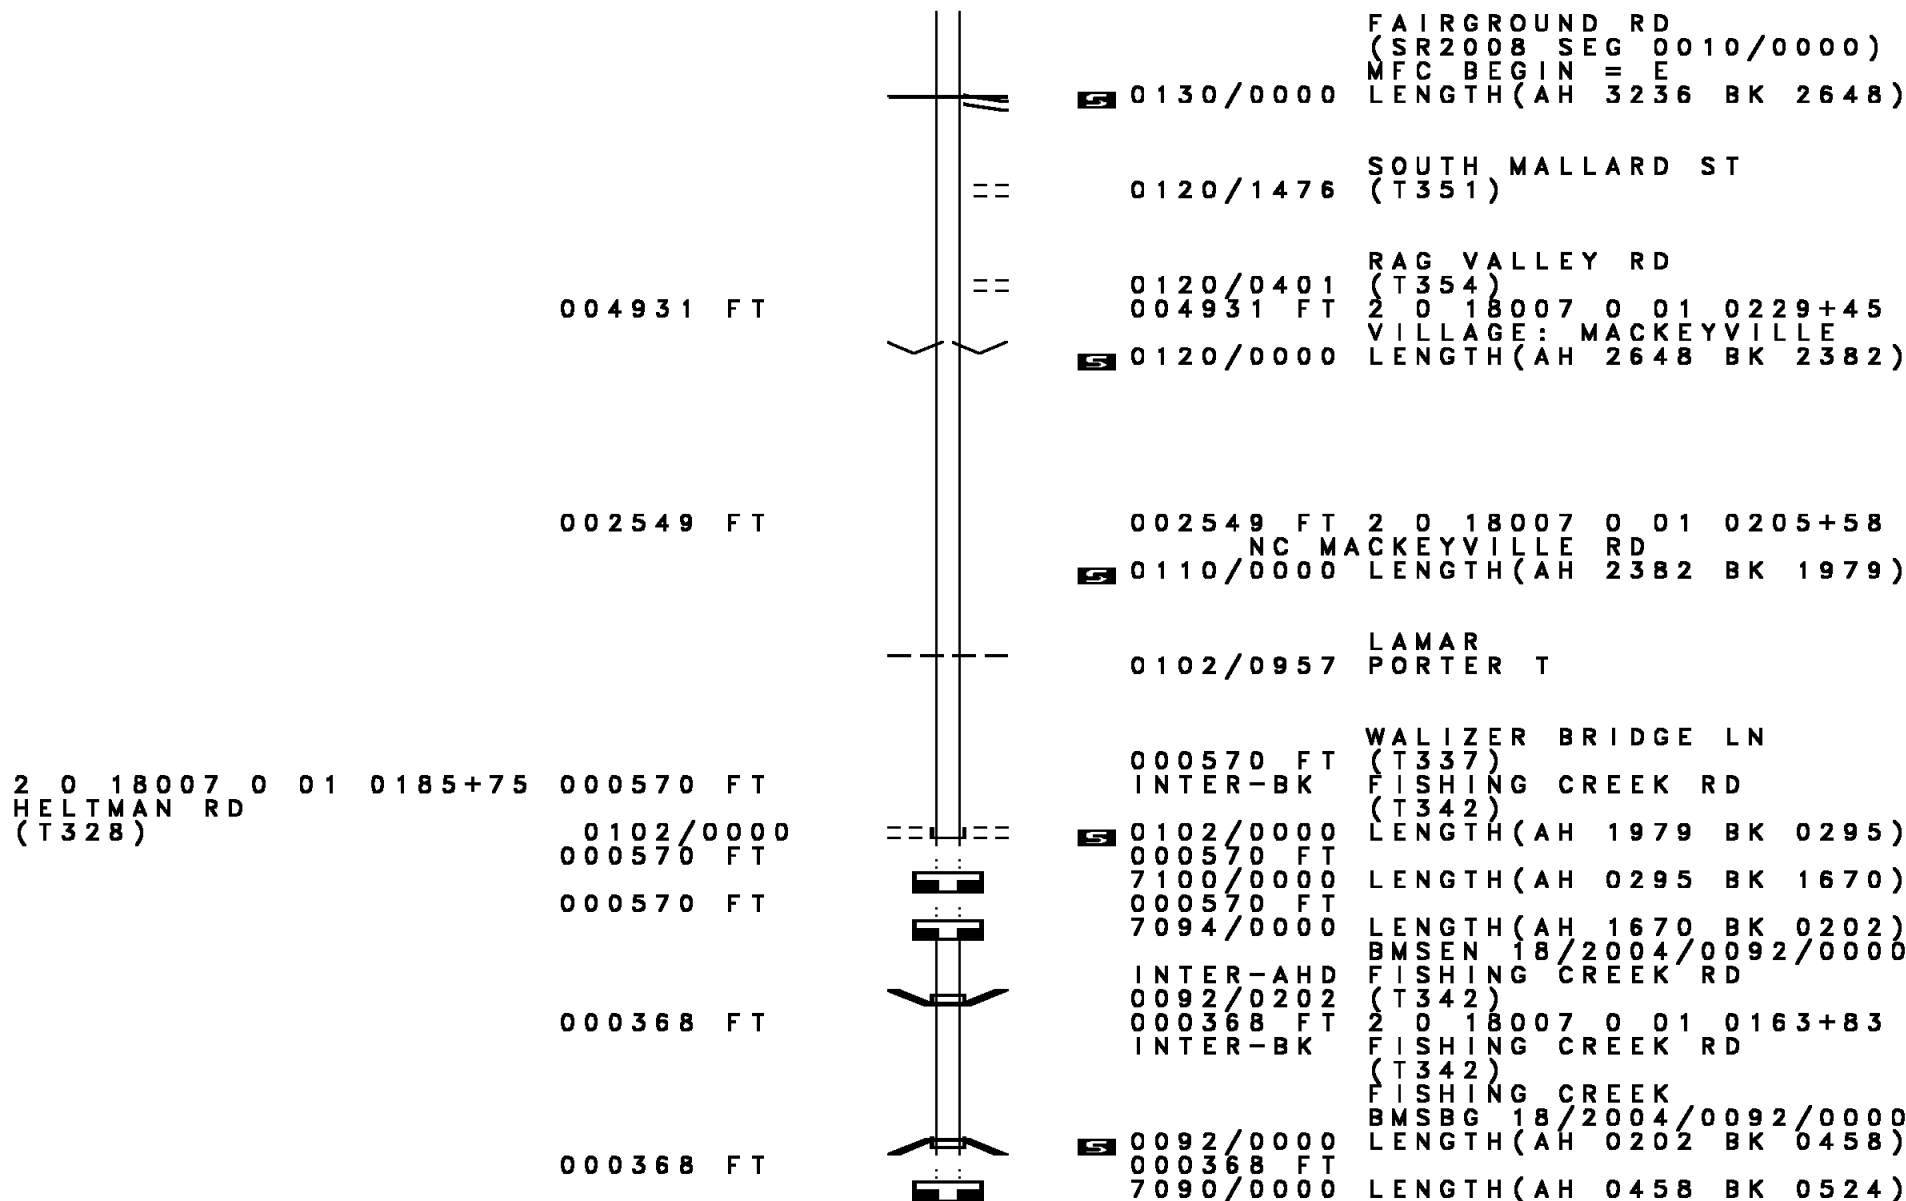 FAIRGROUND RD
(SR2008 SEG 0010/0000)
MFC BEGIN = E
S 0130/0000 LENGTH(AH 3236 BK 2648)
SOUTH MALLARD ST
0120/1476 (T351)
RAG VALLEY RD
0120/0401 (T354)
004931 FT 004931 FT 2 0 18007 0 01 0229+45
VILLAGE: MACKEYVILLE
S 0120/0000 LENGTH(AH 2648 BK 2382)
002549 FT 002549 FT 2 0 18007 0 01 0205+58
NC MACKEYVILLE RD
S 0110/0000 LENGTH(AH 2382 BK 1979)
LAMAR
0102/0957 PORTER T
WALIZER BRIDGE LN
000570 FT (T337)
2 0 18007 0 01 0185+75 000570 FT INTER-BK FISHING CREEK RD
HELTMAN RD (T342)
(T328) 0102/0000 S 0102/0000 LENGTH(AH 1979 BK 0295)
000570 FT 000570 FT
7100/0000 LENGTH(AH 0295 BK 1670)
000570 FT 000570 FT
7094/0000 LENGTH(AH 1670 BK 0202)
BMSEN 18/2004/0092/0000
INTER-AHD FISHING CREEK RD
0092/0202 (T342)
000368 FT 000368 FT 2 0 18007 0 01 0163+83
INTER-BK FISHING CREEK RD
(T342)
FISHING CREEK
BMSBG 18/2004/0092/0000
S 0092/0000 LENGTH(AH 0202 BK 0458)
000368 FT 000368 FT
7090/0000 LENGTH(AH 0458 BK 0524)